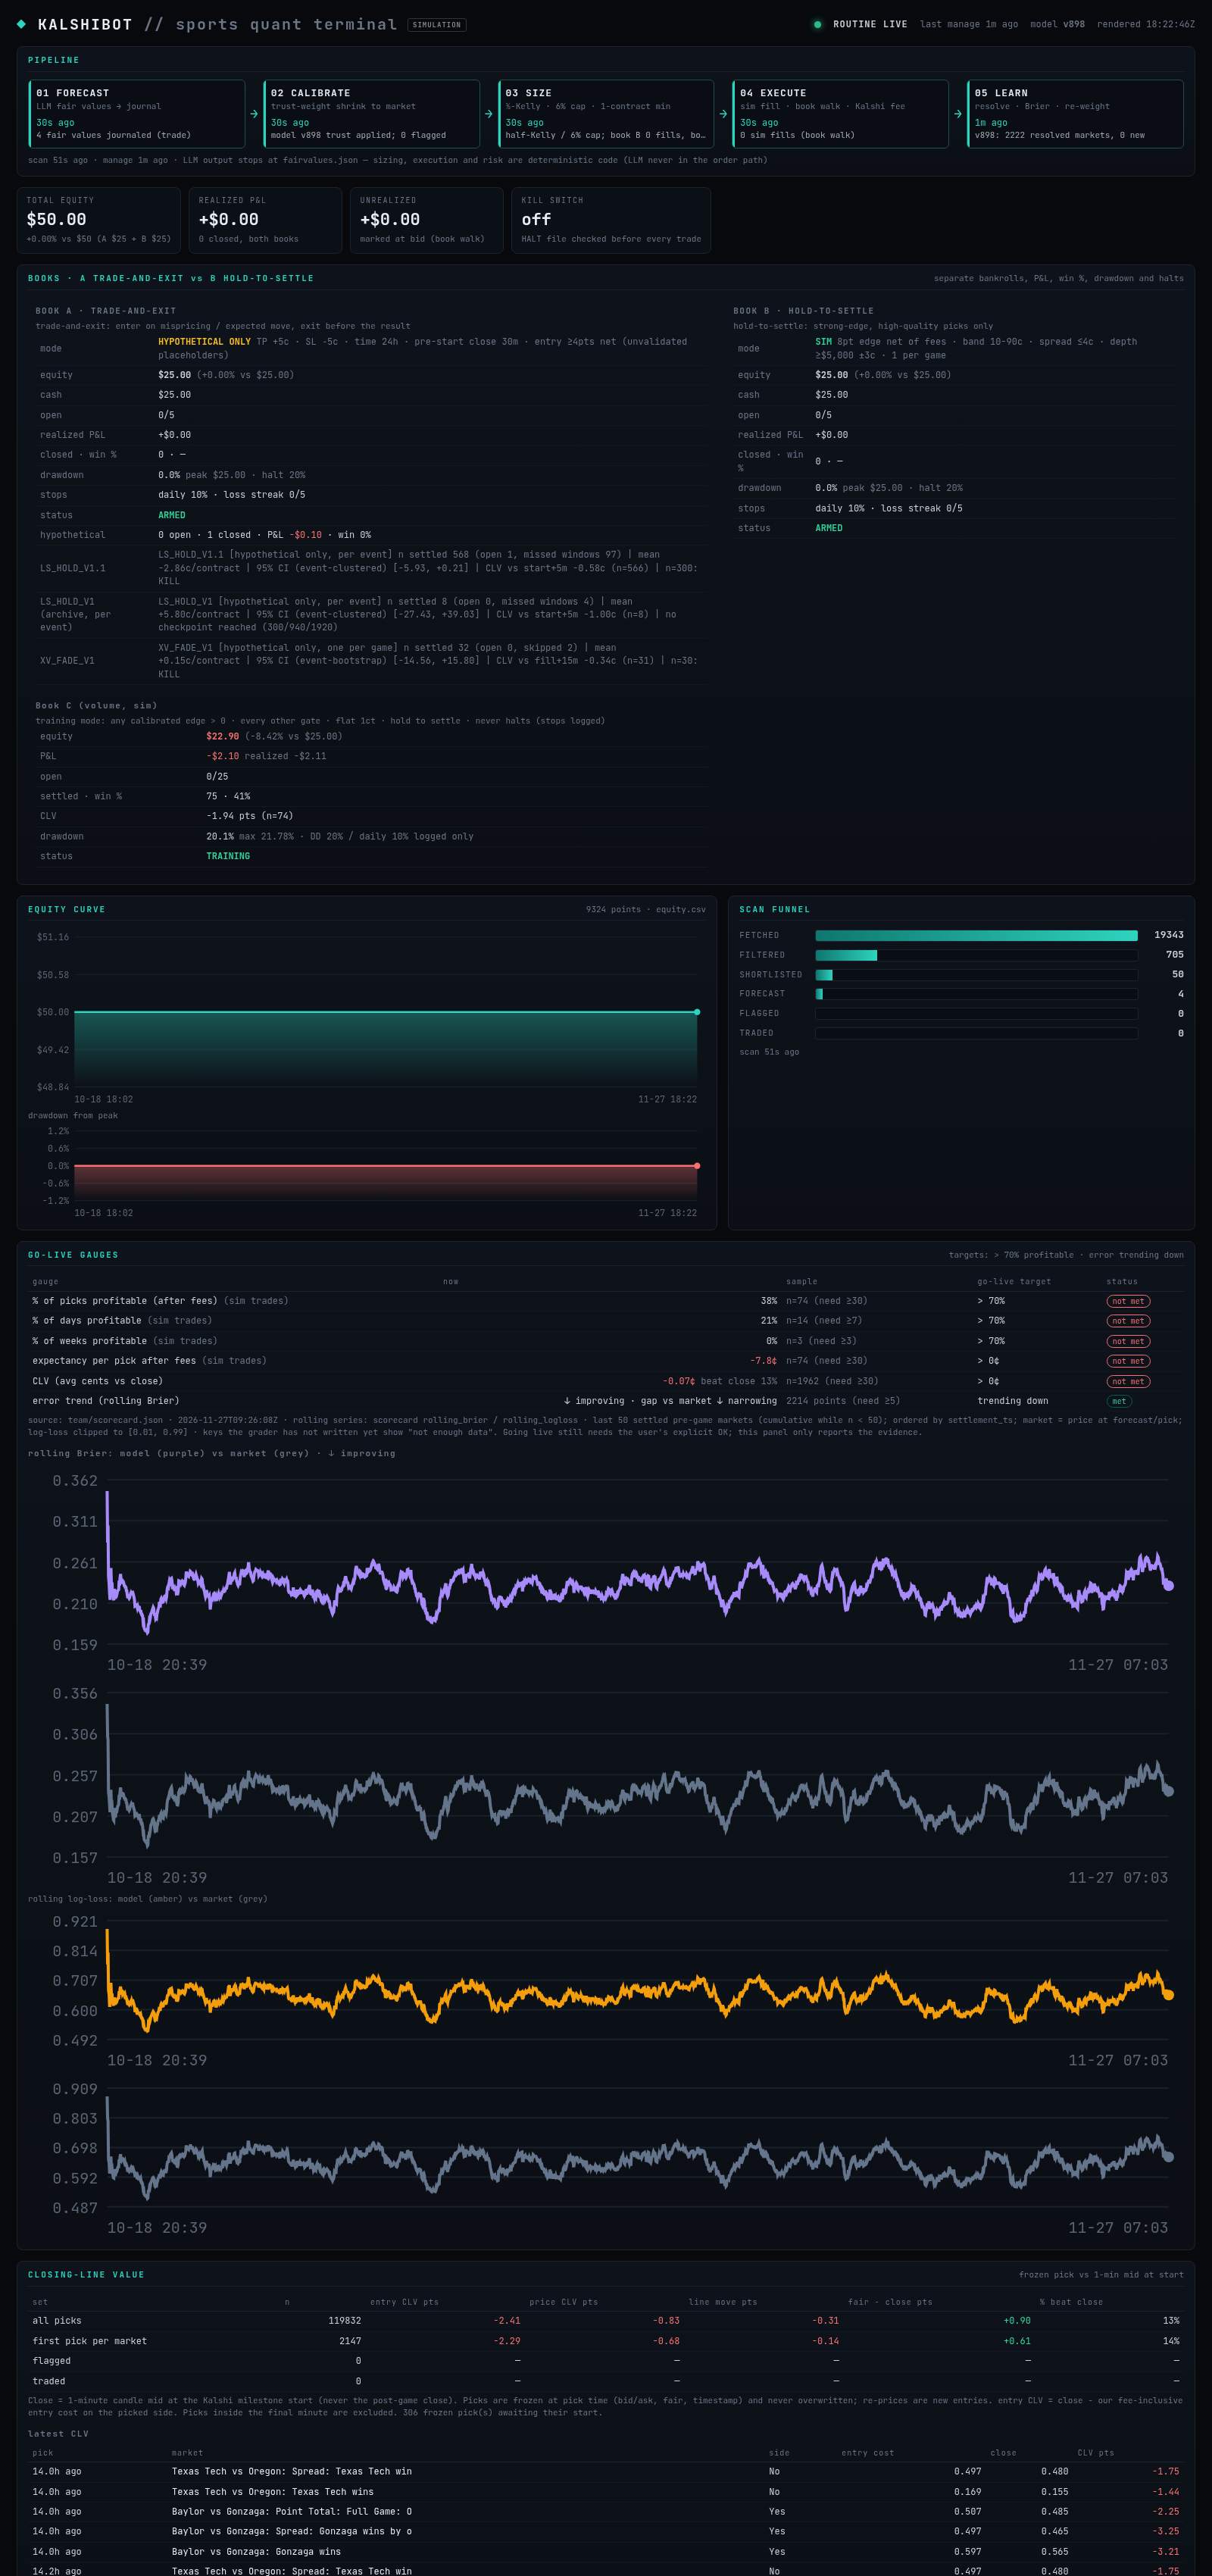 ◆ KALSHIBOT // sports quant terminal SIMULATION
ROUTINE LIVE last manage 1m ago model v898 rendered 18:22:46Z
PIPELINE
01 FORECAST
LLM fair values → journal
30s ago
4 fair values journaled (trade)
→
02 CALIBRATE
trust-weight shrink to market
30s ago
model v898 trust applied; 0 flagged
→
03 SIZE
½-Kelly · 6% cap · 1-contract min
30s ago
half-Kelly / 6% cap; book B 0 fills, bo…
→
04 EXECUTE
sim fill · book walk · Kalshi fee
30s ago
0 sim fills (book walk)
→
05 LEARN
resolve · Brier · re-weight
1m ago
v898: 2222 resolved markets, 0 new
scan 51s ago · manage 1m ago · LLM output stops at fairvalues.json — sizing, execution and risk are deterministic code (LLM never in the order path)
TOTAL EQUITY
$50.00
+0.00% vs $50 (A $25 + B $25)
REALIZED P&L
+$0.00
0 closed, both books
UNREALIZED
+$0.00
marked at bid (book walk)
KILL SWITCH
off
HALT file checked before every trade
BOOKS · A TRADE-AND-EXIT vs B HOLD-TO-SETTLE
separate bankrolls, P&L, win %, drawdown and halts
BOOK A · TRADE-AND-EXIT
trade-and-exit: enter on mispricing / expected move, exit before the result
mode HYPOTHETICAL ONLY TP +5c · SL -5c · time 24h · pre-start close 30m · entry ≥4pts net (unvalidated
placeholders)
equity $25.00 (+0.00% vs $25.00)
cash $25.00
open 0/5
realized P&L +$0.00
closed · win % 0 · —
drawdown 0.0% peak $25.00 · halt 20%
stops daily 10% · loss streak 0/5
status ARMED
hypothetical 0 open · 1 closed · P&L -$0.10 · win 0%
LS_HOLD_V1.1 LS_HOLD_V1.1 [hypothetical only, per event] n settled 568 (open 1, missed windows 97) | mean
-2.86c/contract | 95% CI (event-clustered) [-5.93, +0.21] | CLV vs start+5m -0.58c (n=566) | n=300:
KILL
LS_HOLD_V1 (archive, per event) LS_HOLD_V1 [hypothetical only, per event] n settled 8 (open 0, missed windows 4) | mean
+5.80c/contract | 95% CI (event-clustered) [-27.43, +39.03] | CLV vs start+5m -1.00c (n=8) | no
checkpoint reached (300/940/1920)
XV_FADE_V1 XV_FADE_V1 [hypothetical only, one per game] n settled 32 (open 0, skipped 2) | mean
+0.15c/contract | 95% CI (event-bootstrap) [-14.56, +15.80] | CLV vs fill+15m -0.34c (n=31) | n=30:
KILL
BOOK B · HOLD-TO-SETTLE
hold-to-settle: strong-edge, high-quality picks only
mode SIM 8pt edge net of fees · band 10-90c · spread ≤4c · depth
≥$5,000 ±3c · 1 per game
equity $25.00 (+0.00% vs $25.00)
cash $25.00
open 0/5
realized P&L +$0.00
closed · win % 0 · —
drawdown 0.0% peak $25.00 · halt 20%
stops daily 10% · loss streak 0/5
status ARMED
Book C (volume, sim)
training mode: any calibrated edge > 0 · every other gate · flat 1ct · hold to settle · never halts (stops logged)
equity $22.90 (-8.42% vs $25.00)
P&L -$2.10 realized -$2.11
open 0/25
settled · win % 75 · 41%
CLV -1.94 pts (n=74)
drawdown 20.1% max 21.78% · DD 20% / daily 10% logged only
status TRAINING
EQUITY CURVE
9324 points · equity.csv
$51.16
$50.58
$50.00
$49.42
$48.84
10-18 18:02 11-27 18:22
drawdown from peak
1.2%
0.6%
0.0%
-0.6%
-1.2%
10-18 18:02 11-27 18:22
SCAN FUNNEL
FETCHED 19343
FILTERED 705
SHORTLISTED 50
FORECAST 4
FLAGGED 0
TRADED 0
scan 51s ago
GO-LIVE GAUGES
targets: > 70% profitable · error trending down
gauge now sample go-live target status
% of picks profitable (after fees) (sim trades) 38% n=74 (need ≥30) > 70% not met
% of days profitable (sim trades) 21% n=14 (need ≥7) > 70% not met
% of weeks profitable (sim trades) 0% n=3 (need ≥3) > 70% not met
expectancy per pick after fees (sim trades) -7.8¢ n=74 (need ≥30) > 0¢ not met
CLV (avg cents vs close) -0.07¢ beat close 13% n=1962 (need ≥30) > 0¢ not met
error trend (rolling Brier) ↓ improving · gap vs market ↓ narrowing 2214 points (need ≥5) trending down met
source: team/scorecard.json · 2026-11-27T09:26:08Z · rolling series: scorecard rolling_brier / rolling_logloss · last 50 settled pre-game markets (cumulative while n < 50); ordered by settlement_ts; market = price at forecast/pick;
log-loss clipped to [0.01, 0.99] · keys the grader has not written yet show "not enough data". Going live still needs the user's explicit OK; this panel only reports the evidence.
rolling Brier: model (purple) vs market (grey) · ↓ improving
0.362
0.311
0.261
0.210
0.159
10-18 20:39 11-27 07:03
0.356
0.306
0.257
0.207
0.157
10-18 20:39 11-27 07:03
rolling log-loss: model (amber) vs market (grey)
0.921
0.814
0.707
0.600
0.492
10-18 20:39 11-27 07:03
0.909
0.803
0.698
0.592
0.487
10-18 20:39 11-27 07:03
CLOSING-LINE VALUE
frozen pick vs 1-min mid at start
set n entry CLV pts price CLV pts line move pts fair - close pts % beat close
all picks 119832 -2.41 -0.83 -0.31 +0.90 13%
first pick per market 2147 -2.29 -0.68 -0.14 +0.61 14%
flagged 0 — — — — —
traded 0 — — — — —
Close = 1-minute candle mid at the Kalshi milestone start (never the post-game close). Picks are frozen at pick time (bid/ask, fair, timestamp) and never overwritten; re-prices are new entries. entry CLV = close - our fee-inclusive
entry cost on the picked side. Picks inside the final minute are excluded. 306 frozen pick(s) awaiting their start.
latest CLV
pick market side entry cost close CLV pts
14.0h ago Texas Tech vs Oregon: Spread: Texas Tech win No 0.497 0.480 -1.75
14.0h ago Texas Tech vs Oregon: Texas Tech wins No 0.169 0.155 -1.44
14.0h ago Baylor vs Gonzaga: Point Total: Full Game: O Yes 0.507 0.485 -2.25
14.0h ago Baylor vs Gonzaga: Spread: Gonzaga wins by o Yes 0.497 0.465 -3.25
14.0h ago Baylor vs Gonzaga: Gonzaga wins Yes 0.597 0.565 -3.21
14.2h ago Texas Tech vs Oregon: Spread: Texas Tech win No 0.497 0.480 -1.75